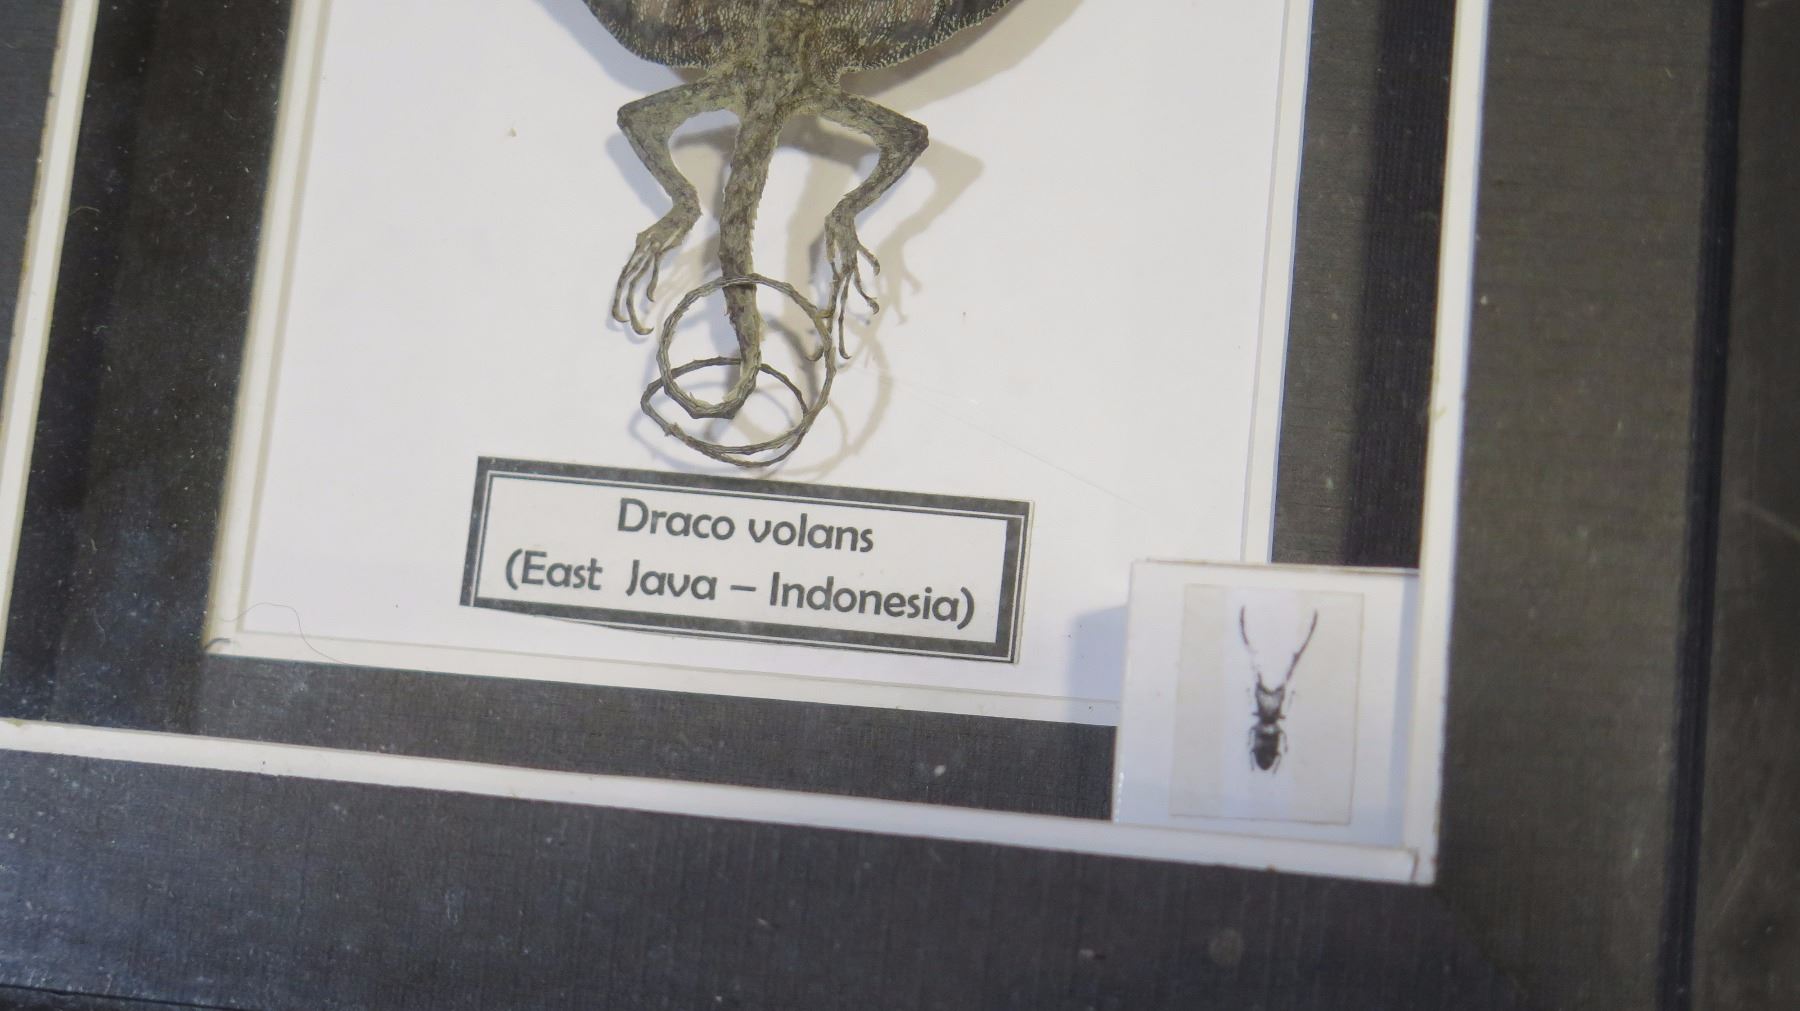 Draco volans
(East Java – Indonesia)